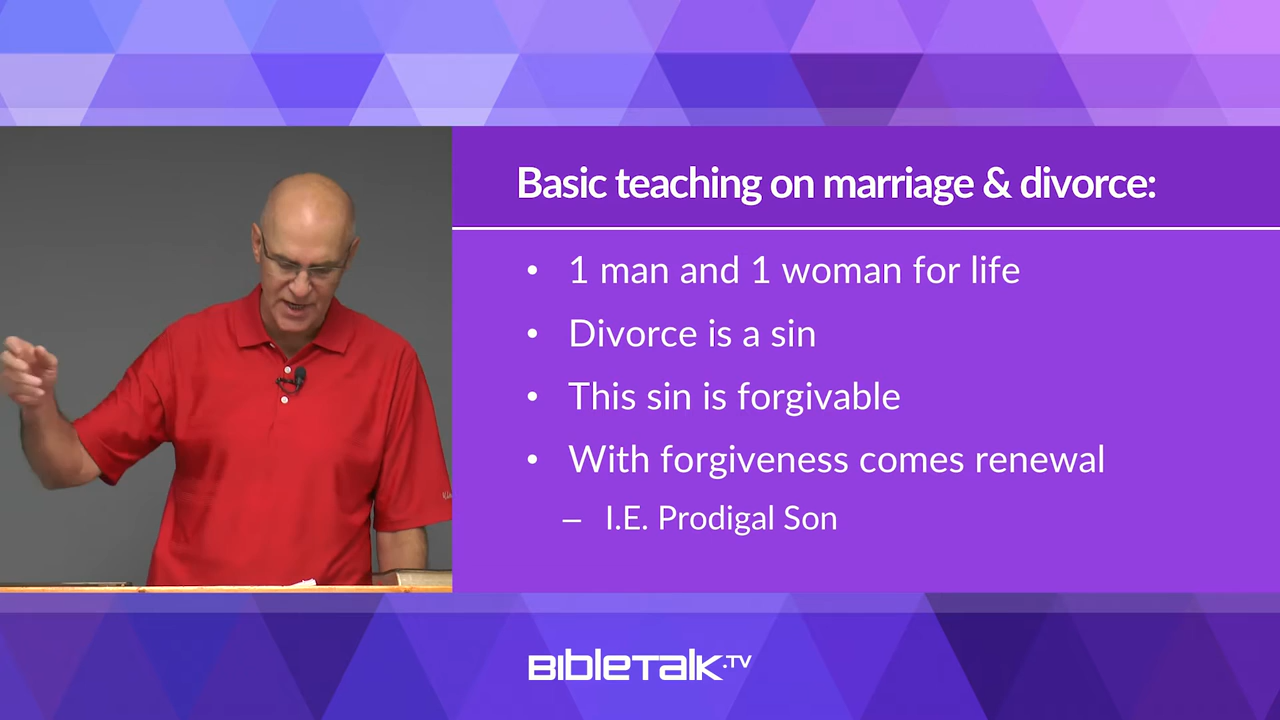 Basic teaching on marriage & divorce:
• 1 man and 1 woman for life
• Divorce is a sin
• This sin is forgivable
• With forgiveness comes renewal
– I.E. Prodigal Son
BIBLETALK.TV